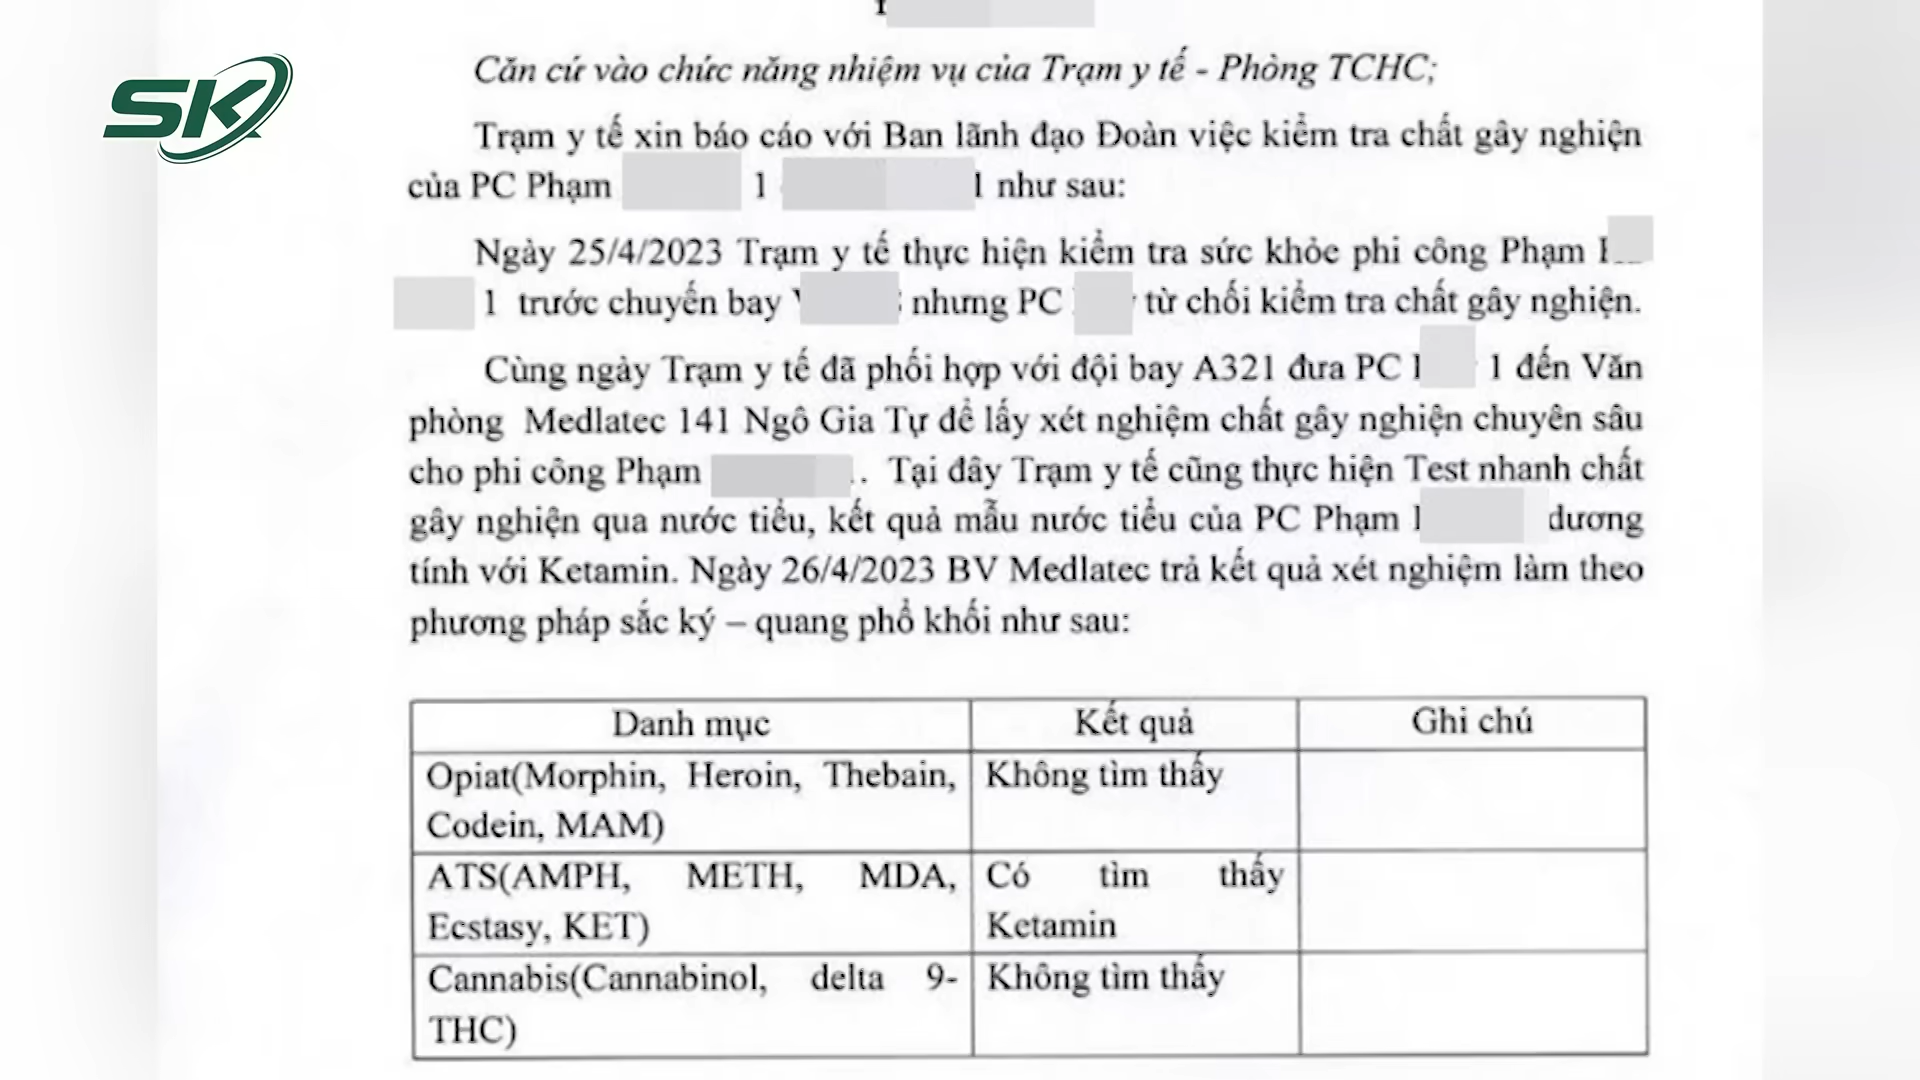 SK
Căn cứ vào chức năng nhiệm vụ của Trạm y tế - Phòng TCHC;
Trạm y tế xin báo cáo với Ban lãnh đạo Đoàn việc kiểm tra chất gây nghiện
của PC Phạm 1 1 như sau:
Ngày 25/4/2023 Trạm y tế thực hiện kiểm tra sức khỏe phi công Phạm
1 trước chuyến bay nhưng PC từ chối kiểm tra chất gây nghiện.
Cùng ngày Trạm y tế đã phối hợp với đội bay A321 đưa PC 1 đến Văn
phòng Medlatec 141 Ngô Gia Tự để lấy xét nghiệm chất gây nghiện chuyên sâu
cho phi công Phạm . Tại đây Trạm y tế cũng thực hiện Test nhanh chất
gây nghiện qua nước tiểu, kết quả mẫu nước tiểu của PC Phạm dương
tính với Ketamin. Ngày 26/4/2023 BV Medlatec trả kết quả xét nghiệm làm theo
phương pháp sắc ký – quang phổ khối như sau:
Danh mục Kết quả Ghi chú
Opiat(Morphin, Heroin, Thebain, Không tìm thấy
Codein, MAM)
ATS(AMPH, METH, MDA, Có tìm thấy
Ecstasy, KET) Ketamin
Cannabis(Cannabinol, delta 9- Không tìm thấy
THC)